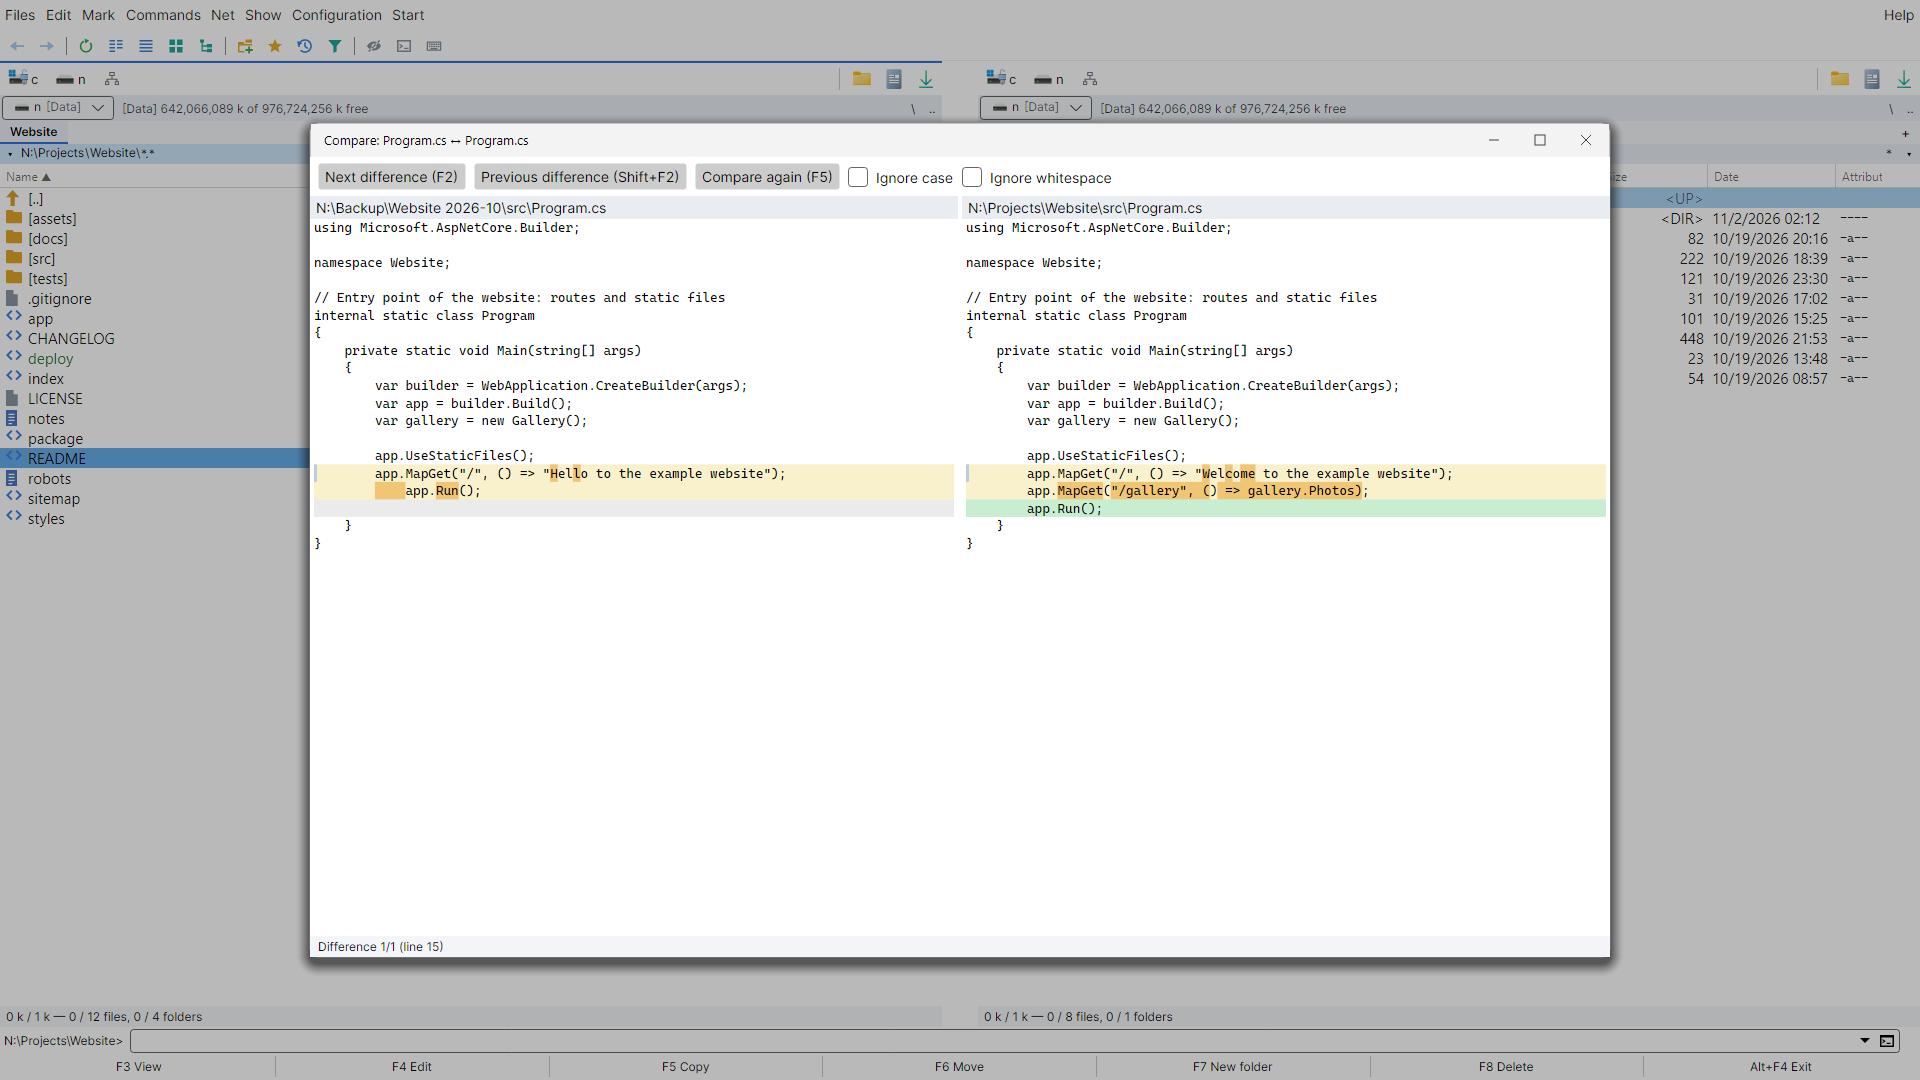 Files Edit Mark Commands Net Show Configuration Start Help
c n c n
n [Data] [Data] 642,066,089 k of 976,724,256 k free \ .. n [Data] [Data] 642,066,089 k of 976,724,256 k free \ ..
Website +
N:\Projects\Website\*.* *
Name ize Date Attribut
Compare: Program.cs ↔ Program.cs
Next difference (F2) Previous difference (Shift+F2) Compare again (F5) Ignore case Ignore whitespace
N:\Backup\Website 2026-10\src\Program.cs
using Microsoft.AspNetCore.Builder;
namespace Website;
// Entry point of the website: routes and static files
internal static class Program
{
    private static void Main(string[] args)
    {
        var builder = WebApplication.CreateBuilder(args);
        var app = builder.Build();
        var gallery = new Gallery();
        app.UseStaticFiles();
        app.MapGet("/", () => "Hello to the example website");
            app.Run();
    }
}
N:\Projects\Website\src\Program.cs
using Microsoft.AspNetCore.Builder;
namespace Website;
// Entry point of the website: routes and static files
internal static class Program
{
    private static void Main(string[] args)
    {
        var builder = WebApplication.CreateBuilder(args);
        var app = builder.Build();
        var gallery = new Gallery();
        app.UseStaticFiles();
        app.MapGet("/", () => "Welcome to the example website");
        app.MapGet("/gallery", () => gallery.Photos);
        app.Run();
    }
}
Difference 1/1 (line 15)
[..]
[assets]
[docs]
[src]
[tests]
.gitignore
app
CHANGELOG
deploy
index
LICENSE
notes
package
README
robots
sitemap
styles
<UP>
<DIR> 11/2/2026 02:12 ----
82 10/19/2026 20:16 -a--
222 10/19/2026 18:39 -a--
121 10/19/2026 23:30 -a--
31 10/19/2026 17:02 -a--
101 10/19/2026 15:25 -a--
448 10/19/2026 21:53 -a--
23 10/19/2026 13:48 -a--
54 10/19/2026 08:57 -a--
0 k / 1 k — 0 / 12 files, 0 / 4 folders 0 k / 1 k — 0 / 8 files, 0 / 1 folders
N:\Projects\Website>
F3 View F4 Edit F5 Copy F6 Move F7 New folder F8 Delete Alt+F4 Exit